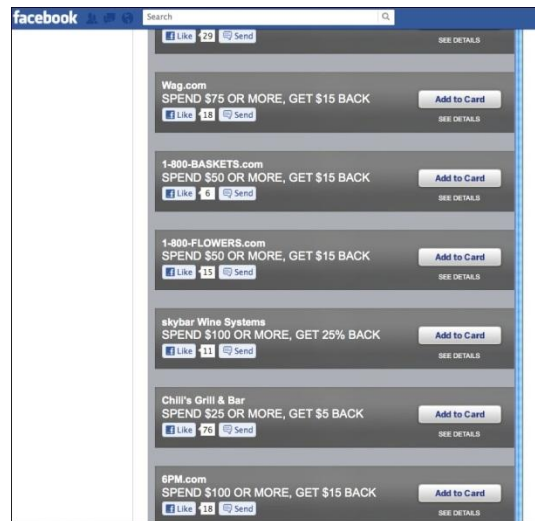 facebook
Search
Like 29 Send
SEE DETAILS
Wag.com
SPEND $75 OR MORE, GET $15 BACK
Like 18 Send
Add to Card
SEE DETAILS
1-800-BASKETS.com
SPEND $50 OR MORE, GET $15 BACK
Like 6 Send
Add to Card
SEE DETAILS
1-800-FLOWERS.com
SPEND $50 OR MORE, GET $15 BACK
Like 15 Send
Add to Card
SEE DETAILS
skybar Wine Systems
SPEND $100 OR MORE, GET 25% BACK
Like 11 Send
Add to Card
SEE DETAILS
Chili's Grill & Bar
SPEND $25 OR MORE, GET $5 BACK
Like 76 Send
Add to Card
SEE DETAILS
6PM.com
SPEND $100 OR MORE, GET $15 BACK
Like 18 Send
Add to Card
SEE DETAILS